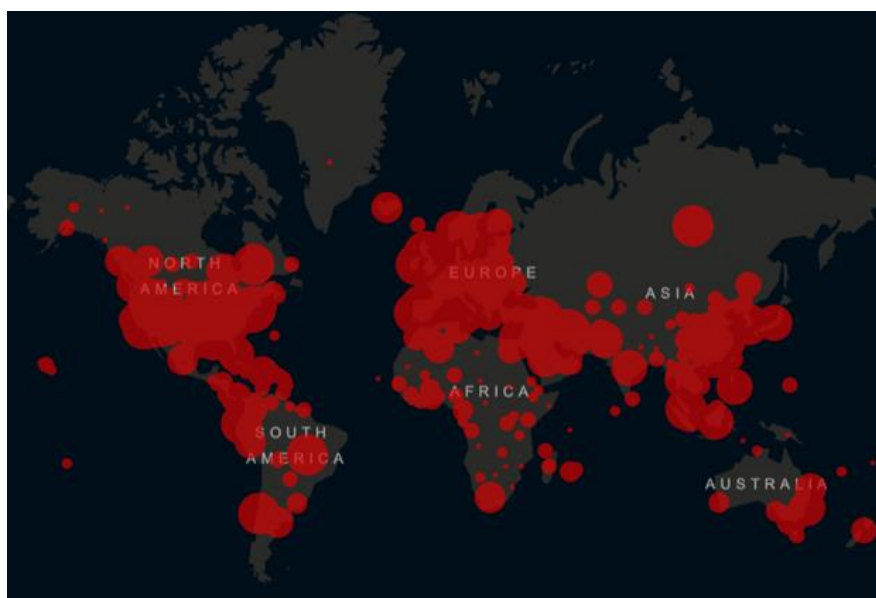 NORTH
AMERICA
EUROPE
ASIA
AFRICA
SOUTH
AMERICA
AUSTRALIA